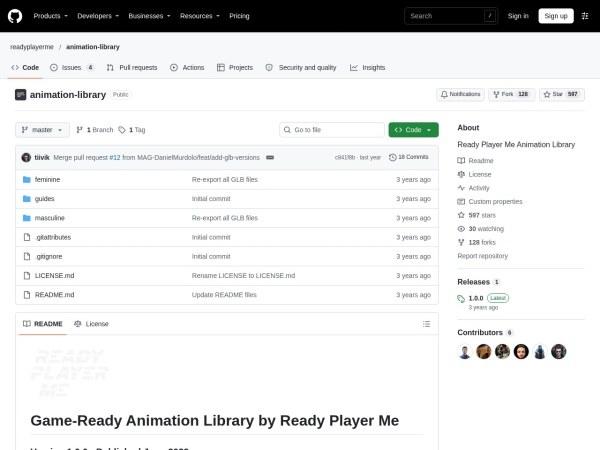 Products Developers Business Resources Pricing Search / Sign in Sign up
readyplayerme / animation-library
Code Issues 4 Pull requests Actions Projects Security and quality Insights
animation-library Public Notifications Fork 128 Star 597
master 1 Branch 1 Tag Go to file Code
tiivik Merge pull request #12 from MAG-DanielMurdolo/feat/add-glb-versions c841f8b · last year 18 Commits
feminine Re-export all GLB files 3 years ago
guides Initial commit 3 years ago
masculine Re-export all GLB files 3 years ago
.gitattributes Initial commit 3 years ago
.gitignore Initial commit 3 years ago
LICENSE.md Rename LICENSE to LICENSE.md 3 years ago
README.md Update README files 3 years ago
README License
READY
PLAYER
ME
Game-Ready Animation Library by Ready Player Me
About
Ready Player Me Animation Library
Readme
License
Activity
Custom properties
597 stars
30 watching
128 forks
Report repository
Releases 1
1.0.0 Latest
3 years ago
Contributors 6